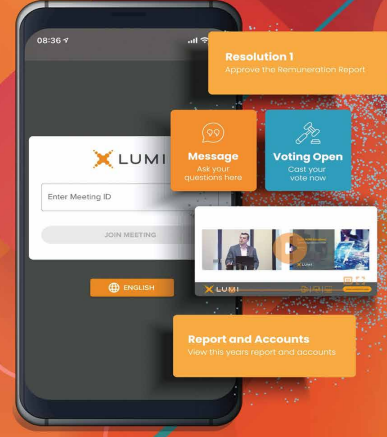 08:36
Resolution 1
Approve the Remuneration Report
Message
Ask your
questions here
Voting Open
Cast your
vote now
LUMI
Enter Meeting ID
JOIN MEETING
ENGLISH
LUMI
Report and Accounts
View this years report and accounts